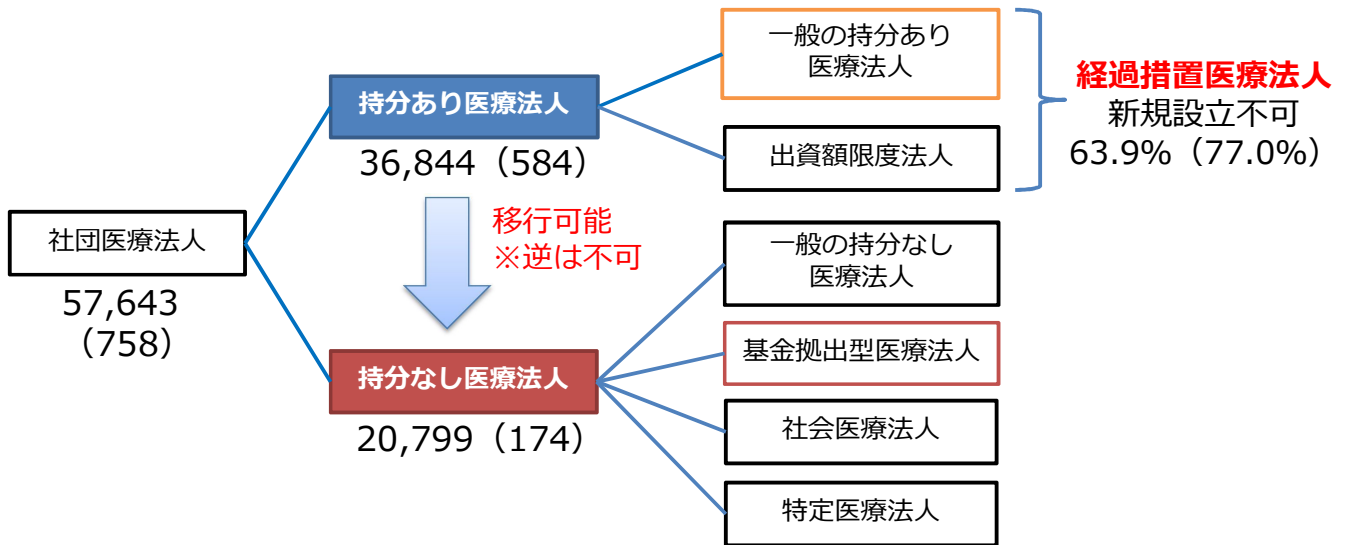 一般の持分あり
医療法人
経過措置医療法人
新規設立不可
63.9%（77.0%）
持分あり医療法人
36,844（584）
出資額限度法人
移行可能
※逆は不可
社団医療法人
57,643
（758）
一般の持分なし
医療法人
基金拠出型医療法人
持分なし医療法人
20,799（174）
社会医療法人
特定医療法人